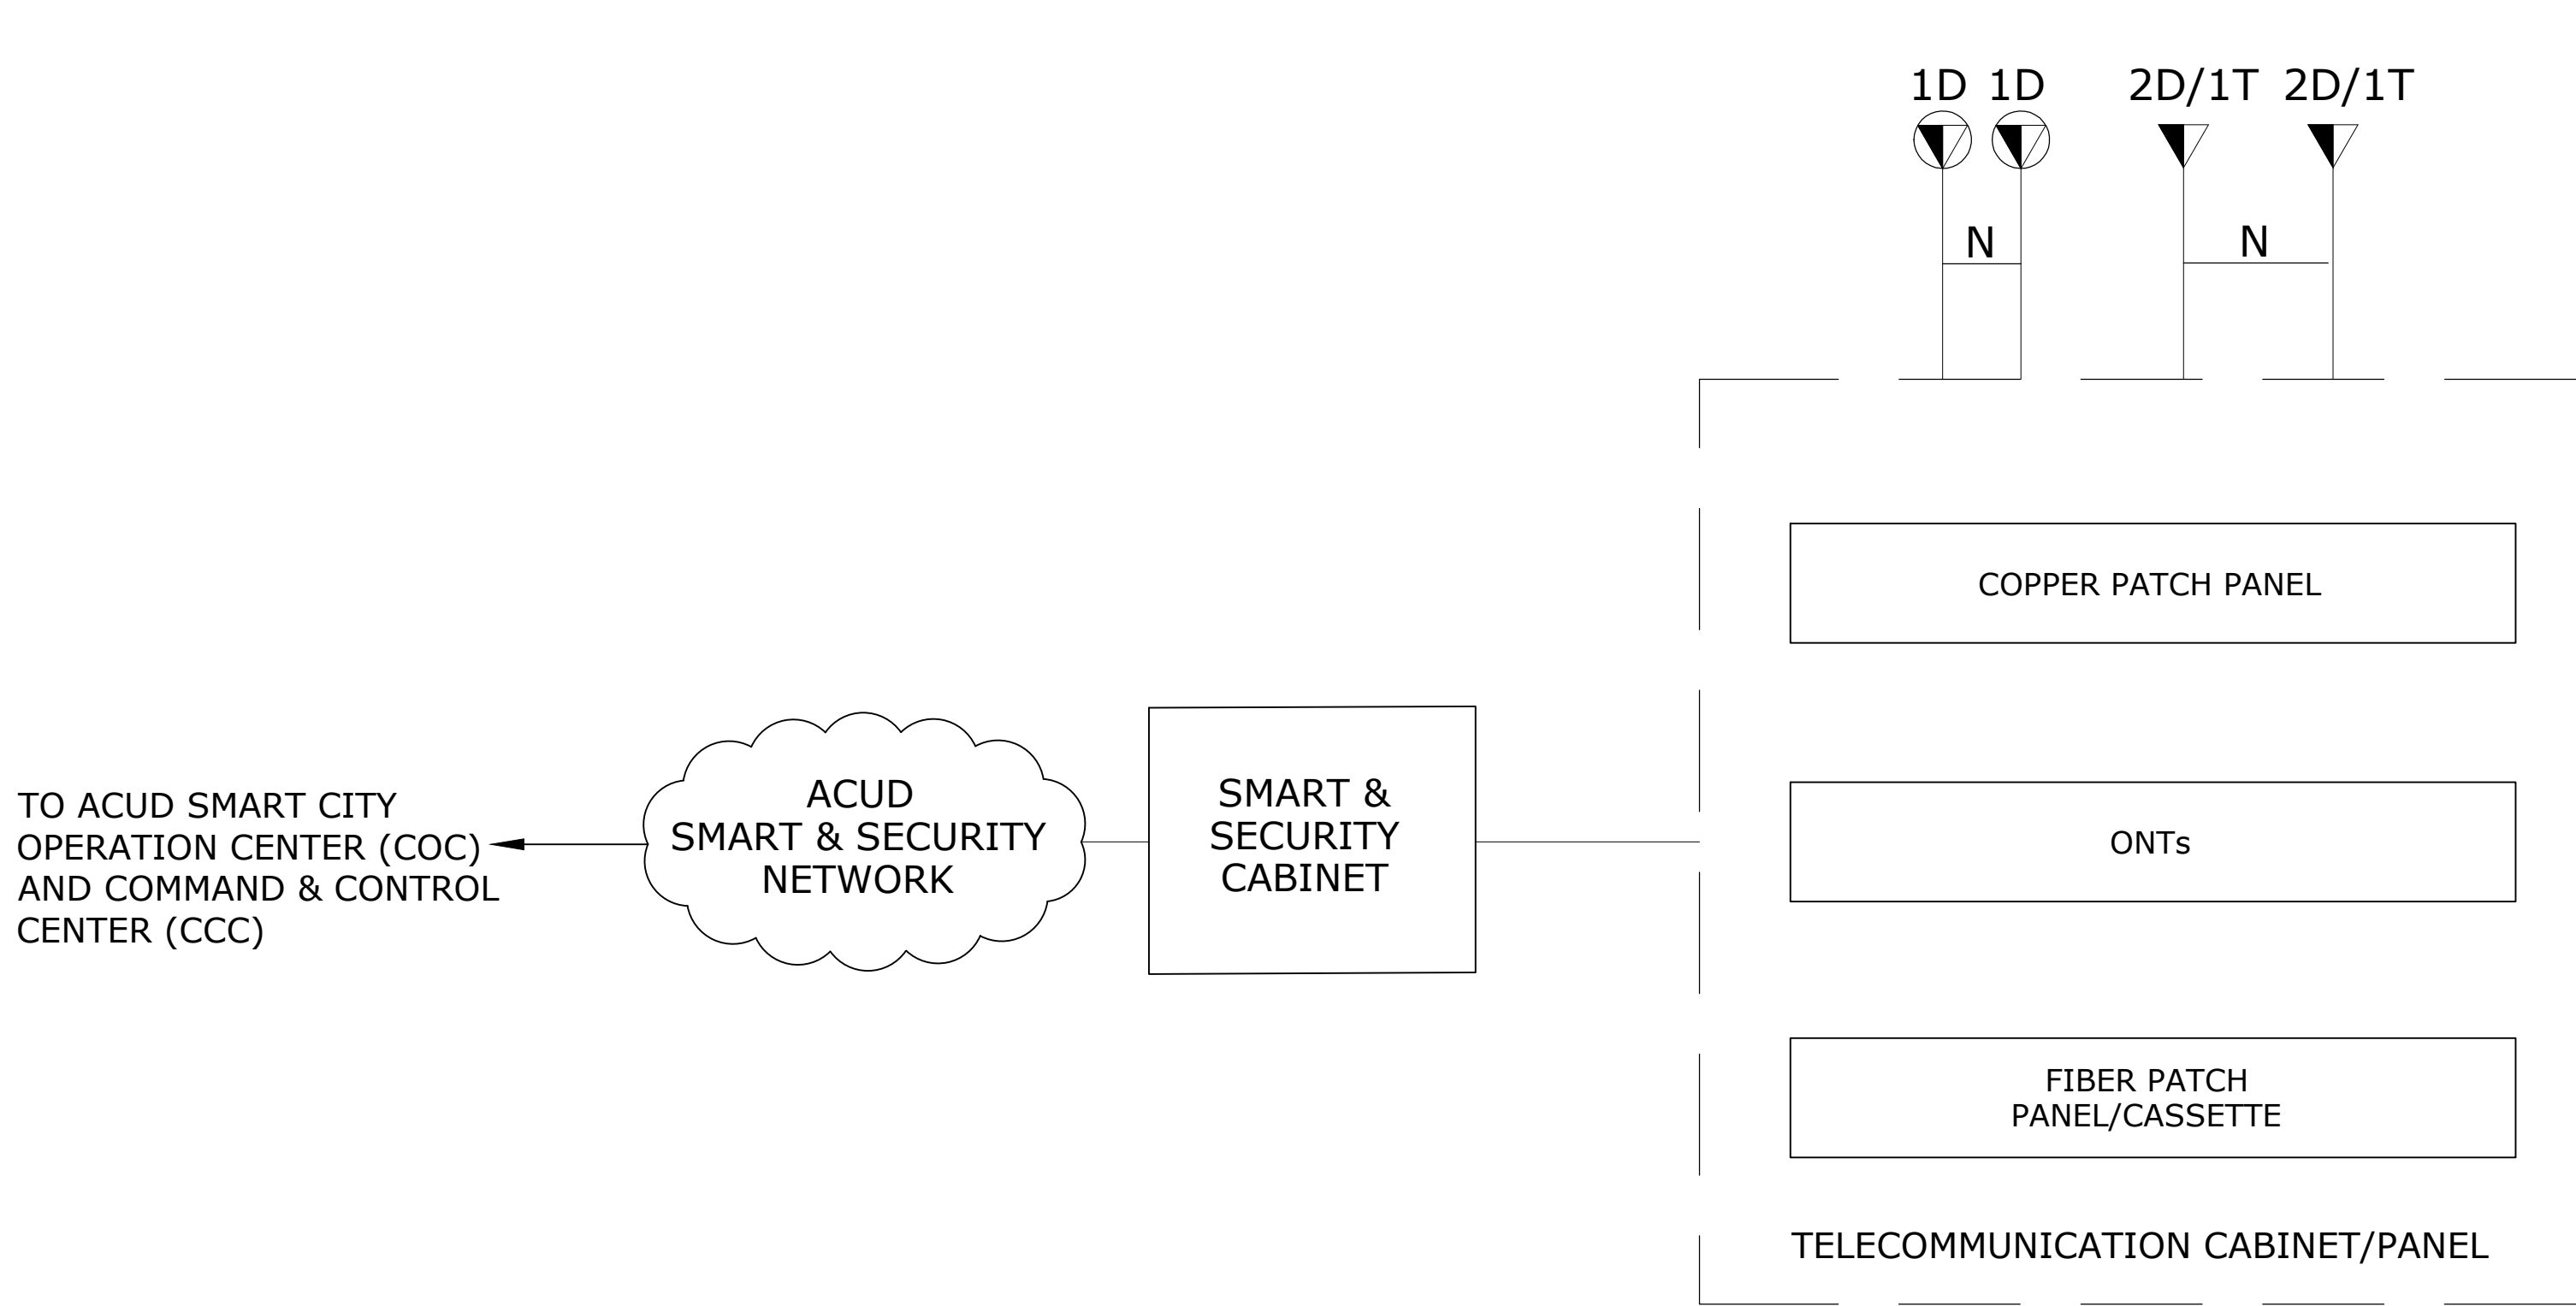 1D 1D 2D/1T 2D/1T
N N
COPPER PATCH PANEL
TO ACUD SMART CITY
OPERATION CENTER (COC)
AND COMMAND & CONTROL
CENTER (CCC)
ACUD
SMART & SECURITY
NETWORK
SMART &
SECURITY
CABINET
ONTs
FIBER PATCH
PANEL/CASSETTE
TELECOMMUNICATION CABINET/PANEL